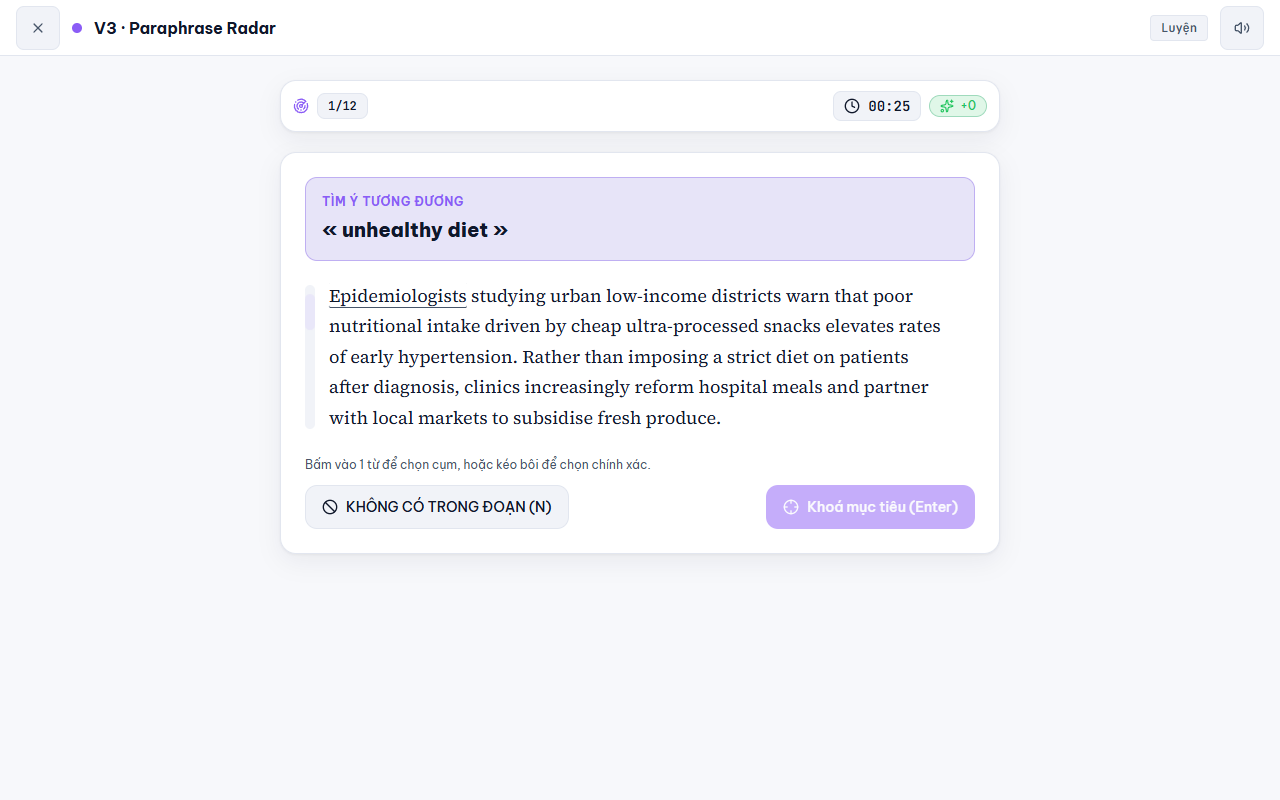 V3 · Paraphrase Radar
Luyện
1/12
00:25
+0
TÌM Ý TƯƠNG ĐƯƠNG
« unhealthy diet »
Epidemiologists studying urban low-income districts warn that poor
nutritional intake driven by cheap ultra-processed snacks elevates rates
of early hypertension. Rather than imposing a strict diet on patients
after diagnosis, clinics increasingly reform hospital meals and partner
with local markets to subsidise fresh produce.
Bấm vào 1 từ để chọn cụm, hoặc kéo bôi để chọn chính xác.
KHÔNG CÓ TRONG ĐOẠN (N)
Khoá mục tiêu (Enter)